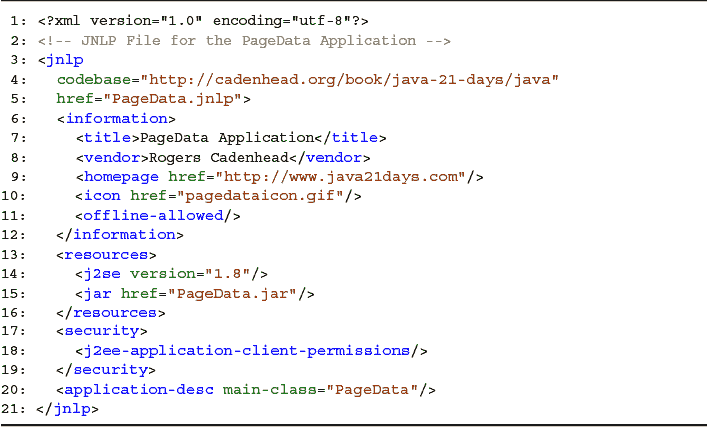 1: <?xml version="1.0" encoding="utf-8"?>
2: <!-- JNLP File for the PageData Application -->
3: <jnlp
4:   codebase="http://cadenhead.org/book/java-21-days/java"
5:   href="PageData.jnlp">
6:   <information>
7:     <title>PageData Application</title>
8:     <vendor>Rogers Cadenhead</vendor>
9:     <homepage href="http://www.java21days.com"/>
10:     <icon href="pagedataicon.gif"/>
11:     <offline-allowed/>
12:   </information>
13:   <resources>
14:     <j2se version="1.8"/>
15:     <jar href="PageData.jar"/>
16:   </resources>
17:   <security>
18:     <j2ee-application-client-permissions/>
19:   </security>
20:   <application-desc main-class="PageData"/>
21: </jnlp>